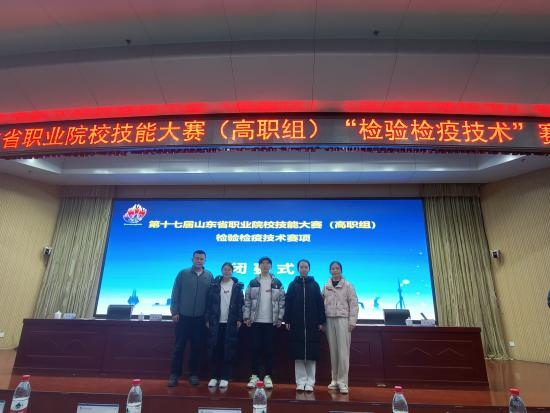 省职业院校技能大赛（高职组）“检验检疫技术”赛
第十七届山东省职业院校技能大赛（高职组）
检验检疫技术赛项
闭赛式